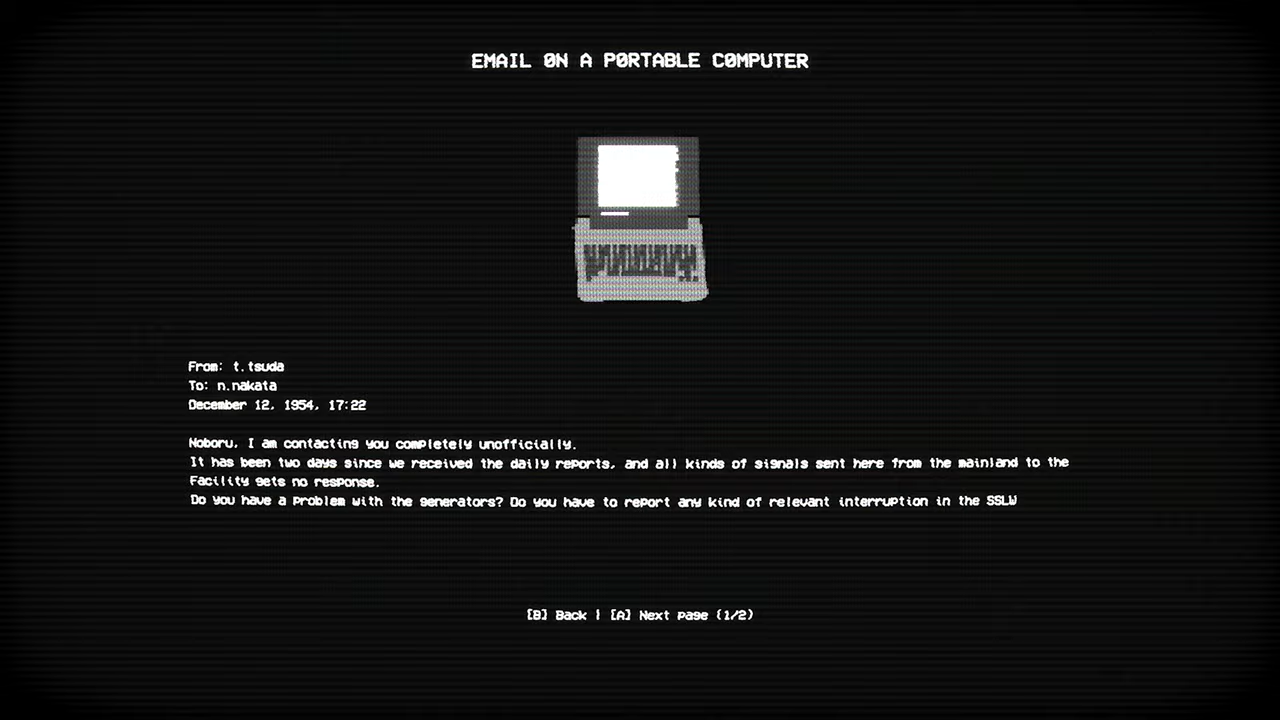 EMAIL 0N A P0RTABLE C0MPUTER
From: t.tsuda
To: n.nakata
December 12, 1954, 17:22
Noboru, I am contacting you completely unofficially.
It has been two days since we received the daily reports, and all kinds of signals sent here from the mainland to the
Facility gets no response.
Do you have a problem with the generators? Do you have to report any kind of relevant interruption in the SSLW
[B] Back | [A] Next page (1/2)